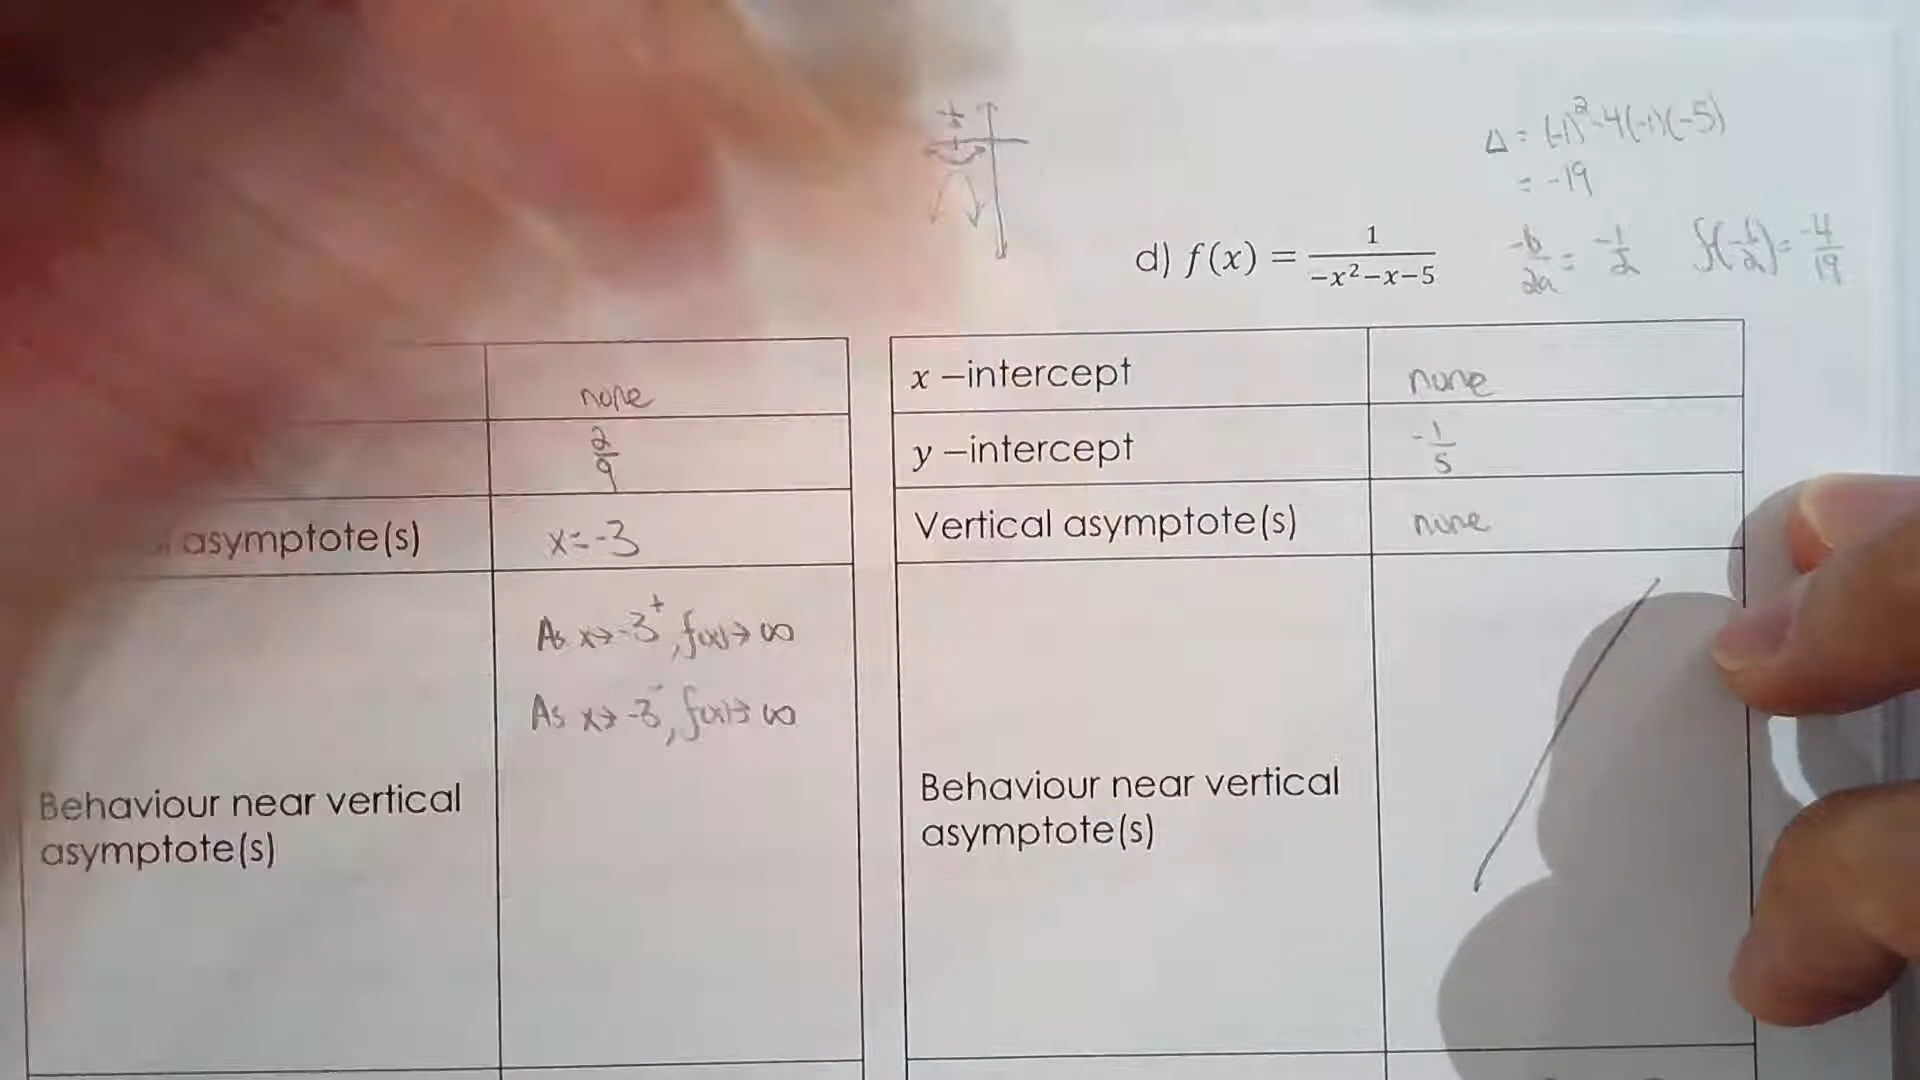 Δ = (-1)²-4(-1)(-5)
= -19
d) f(x) = 1/(-x²-x-5)
-b/2a = -1/2 f(-1/2) = -4/19
none
2/9
asymptote(s) x=-3
As x→-3⁺, f(x)→∞
As x→-3⁻, f(x)→∞
Behaviour near vertical
asymptote(s)
x –intercept none
y –intercept -1/5
Vertical asymptote(s) none
Behaviour near vertical
asymptote(s)